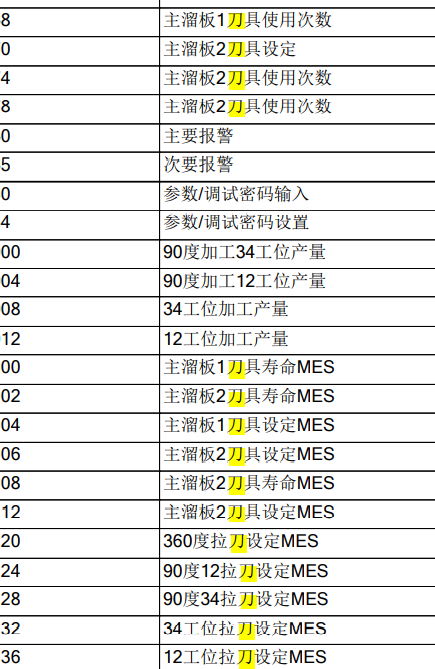 8 主溜板1刀具使用次数
0 主溜板2刀具设定
4 主溜板2刀具使用次数
8 主溜板2刀具使用次数
0 主要报警
5 次要报警
0 参数/调试密码输入
4 参数/调试密码设置
00 90度加工34工位产量
04 90度加工12工位产量
08 34工位加工产量
12 12工位加工产量
00 主溜板1刀具寿命MES
02 主溜板2刀具寿命MES
04 主溜板1刀具设定MES
06 主溜板2刀具设定MES
08 主溜板2刀具寿命MES
12 主溜板2刀具设定MES
20 360度拉刀设定MES
24 90度12拉刀设定MES
28 90度34拉刀设定MES
32 34工位拉刀设定MES
36 12工位拉刀设定MES